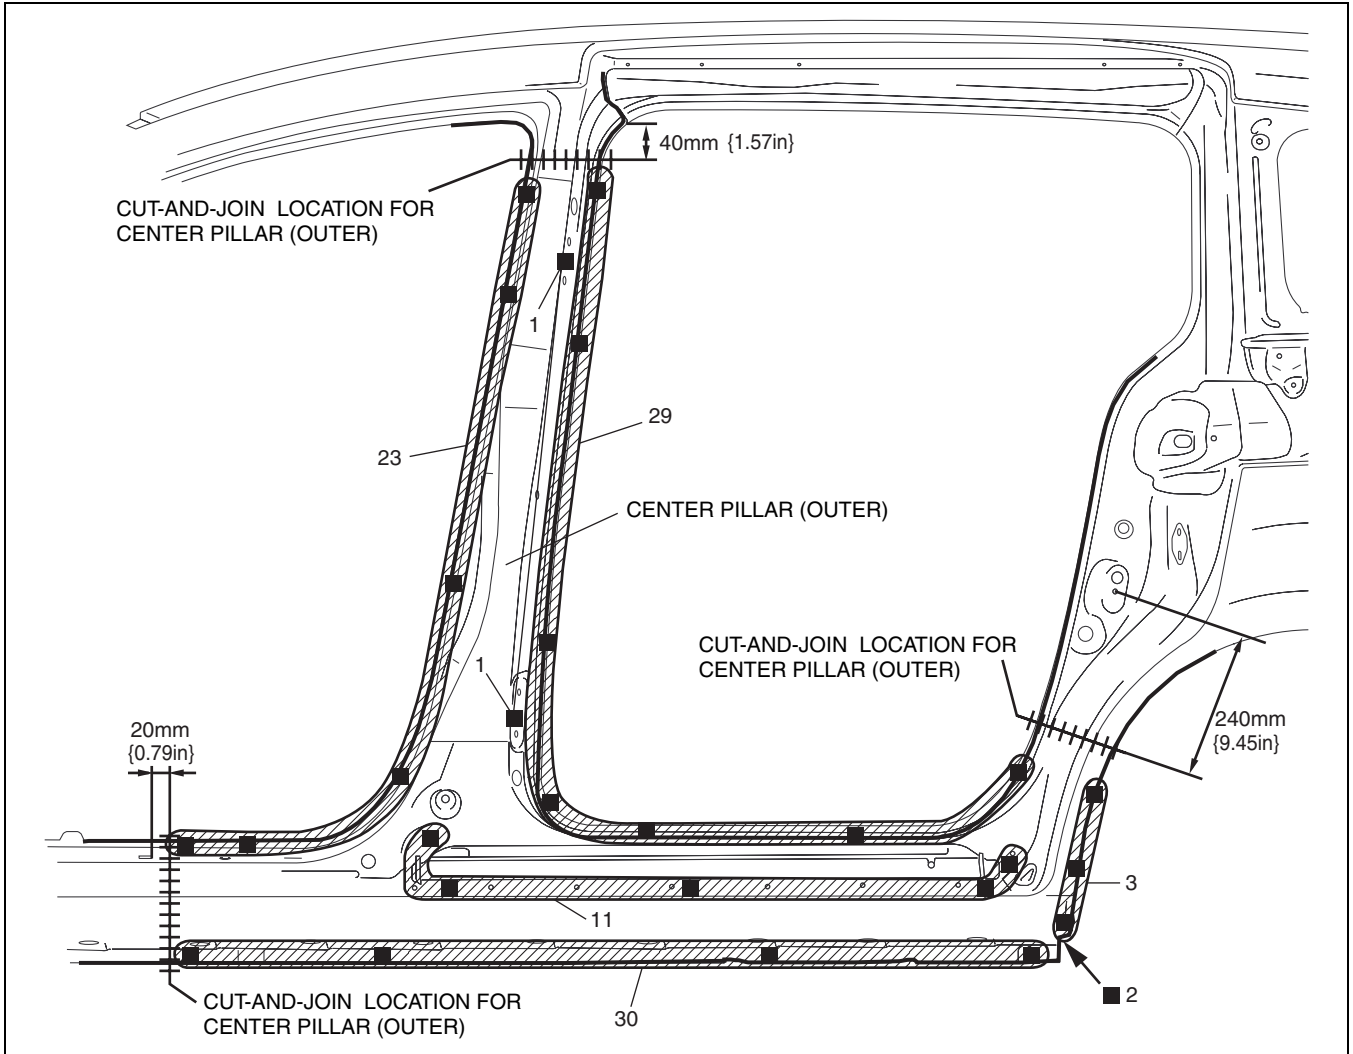 40mm {1.57in}
CUT-AND-JOIN LOCATION FOR
CENTER PILLAR (OUTER)
1
29
23
CENTER PILLAR (OUTER)
CUT-AND-JOIN LOCATION FOR
CENTER PILLAR (OUTER)
1
240mm
{9.45in}
20mm
{0.79in}
3
11
2
CUT-AND-JOIN LOCATION FOR
CENTER PILLAR (OUTER)
30